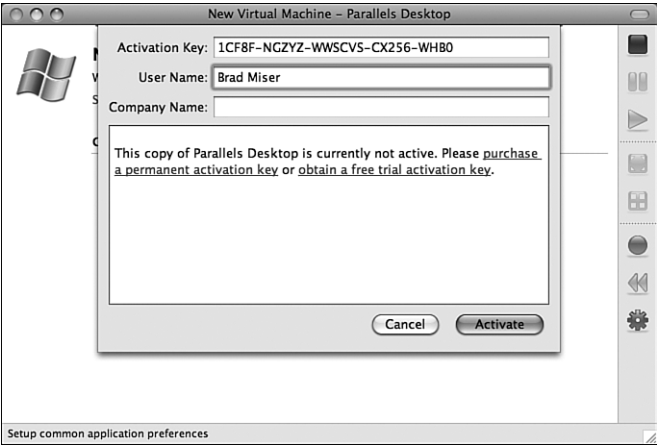 New Virtual Machine – Parallels Desktop
Activation Key: 1CF8F-NGZYZ-WWSCVS-CX256-WHB0
User Name: Brad Miser
Company Name:
This copy of Parallels Desktop is currently not active. Please purchase
a permanent activation key or obtain a free trial activation key.
Cancel Activate
Setup common application preferences